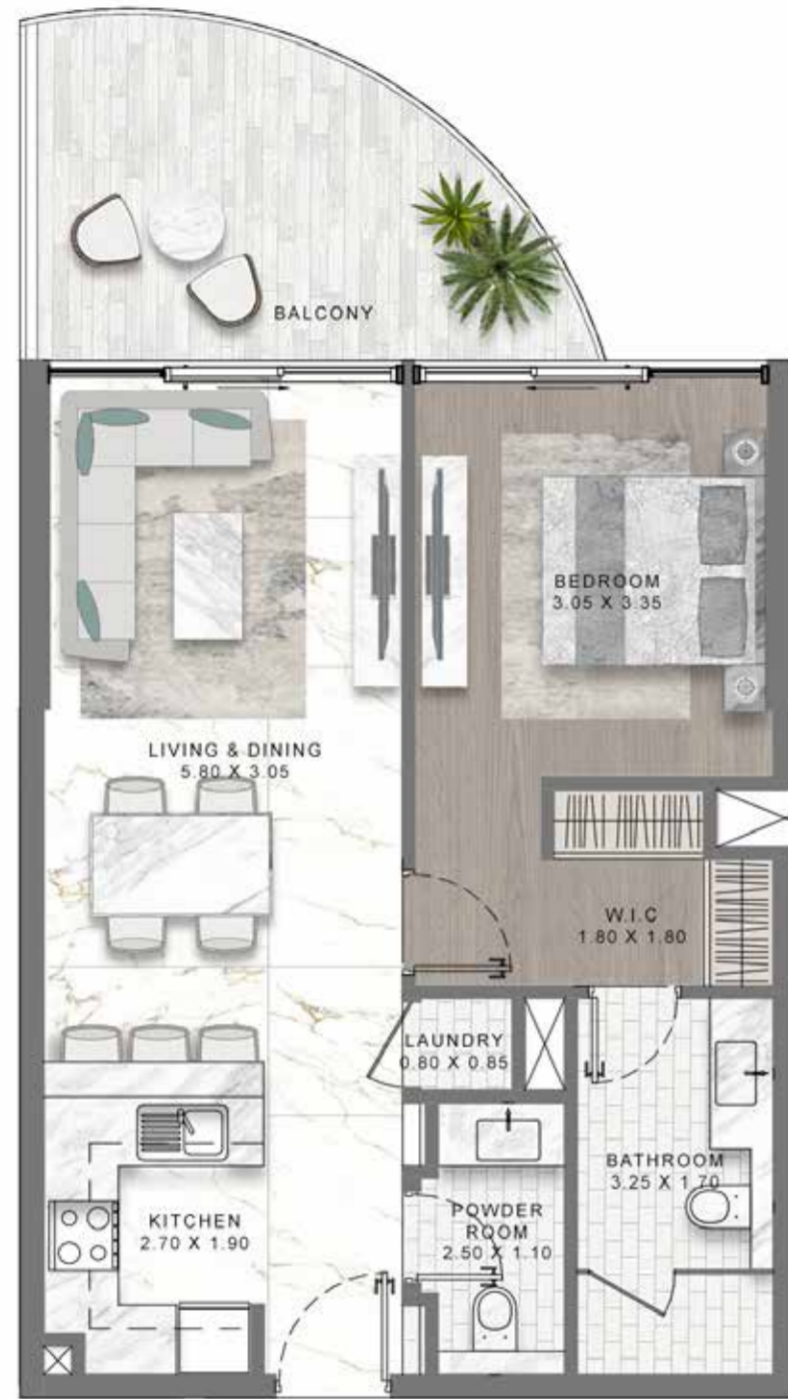 BALCONY
BEDROOM
3.05 X 3.35
LIVING & DINING
5.80 X 3.05
W.I.C
1.80 X 1.80
LAUNDRY
0.80 X 0.85
BATHROOM
3.25 X 1.70
POWDER
ROOM
2.50 X 1.10
KITCHEN
2.70 X 1.90